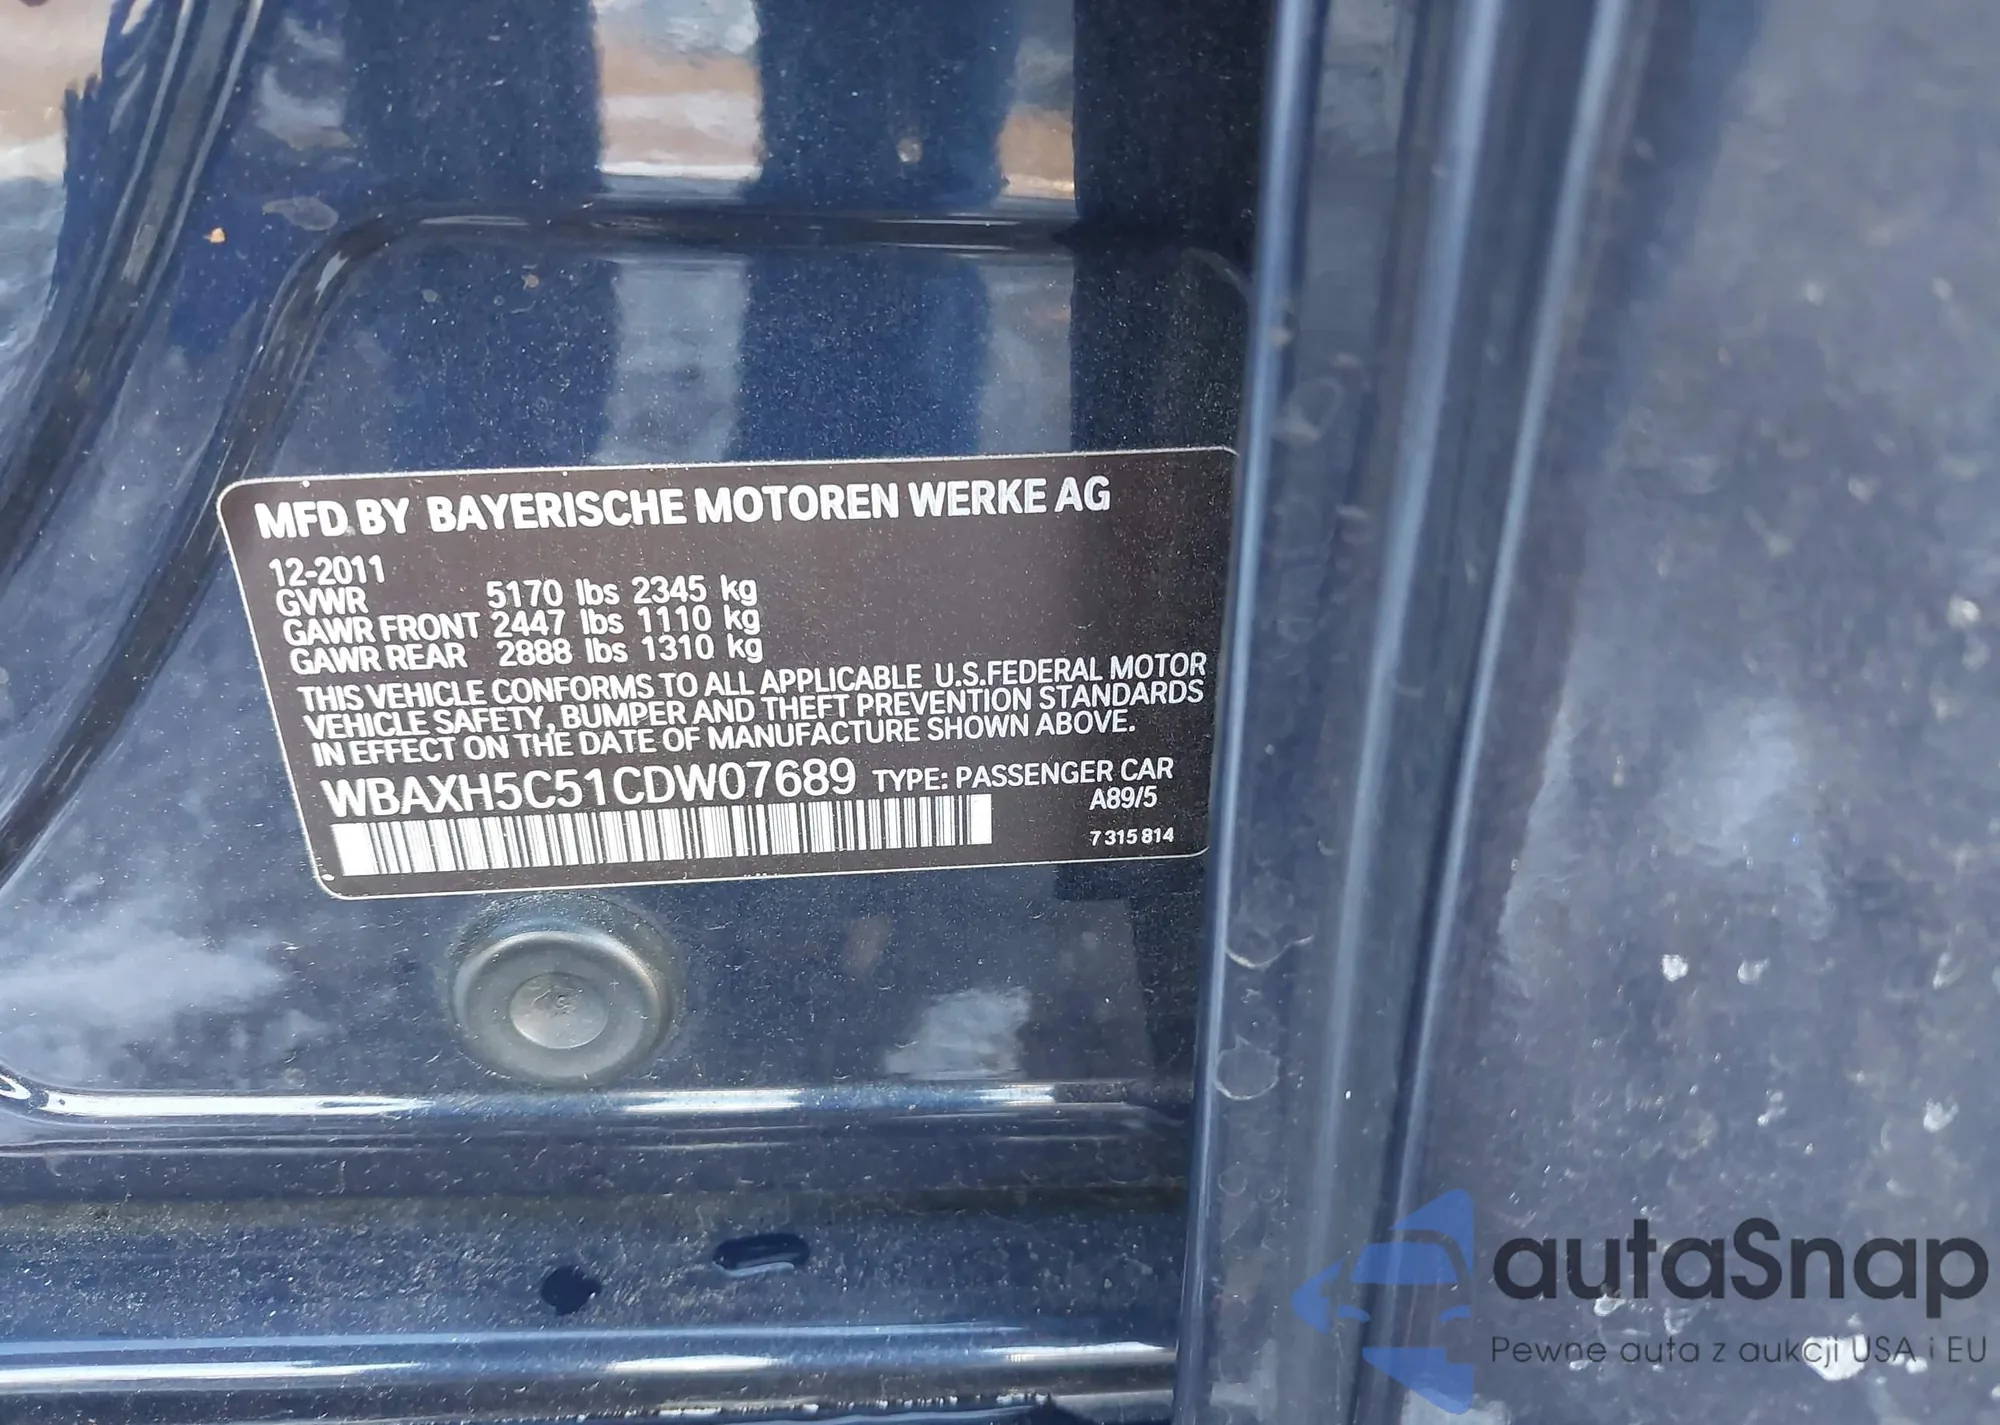 MFD BY BAYERISCHE MOTOREN WERKE AG
12-2011
GVWR 5170 lbs 2345 kg
GAWR FRONT 2447 lbs 1110 kg
GAWR REAR 2888 lbs 1310 kg
THIS VEHICLE CONFORMS TO ALL APPLICABLE U.S.FEDERAL MOTOR
VEHICLE SAFETY, BUMPER AND THEFT PREVENTION STANDARDS
IN EFFECT ON THE DATE OF MANUFACTURE SHOWN ABOVE.
WBAXH5C51CDW07689 TYPE: PASSENGER CAR
A89/5
7 315 814
autaSnap
Pewne auta z aukcji USA i EU